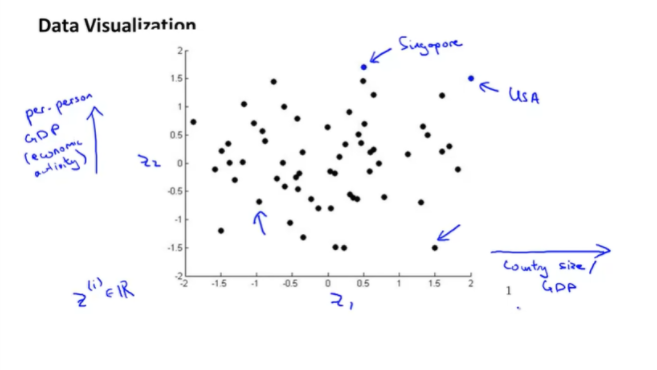 Data Visualization
Singapore
USA
per-person
GDP
(economic
activity)
z₂
2
1.5
1
0.5
0
-0.5
-1
-1.5
-2
-2 -1.5 -1 -0.5 0 0.5 1 1.5 2
z₁
z⁽ⁱ⁾ ∈ ℝ
Country size/
GDP
1